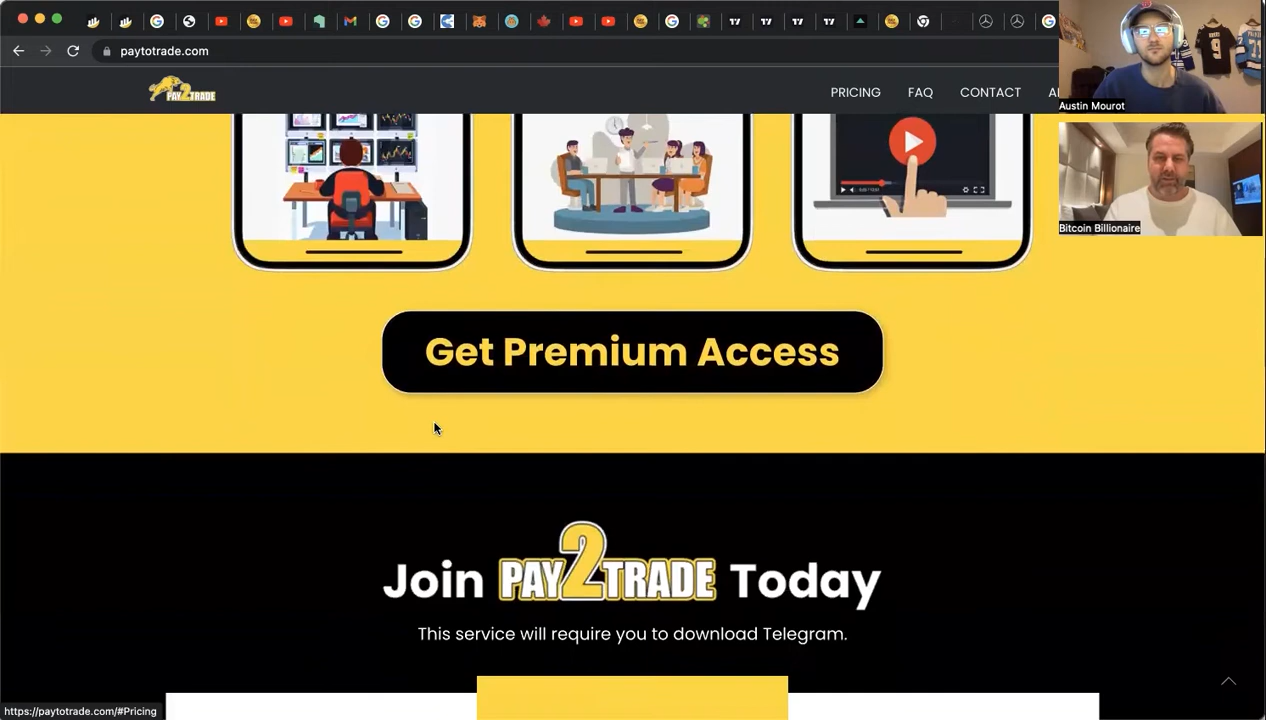 paytotrade.com
PAY2TRADE
PRICING
FAQ
CONTACT
Austin Mourot
Bitcoin Billionaire
Get Premium Access
Join PAY2TRADE Today
This service will require you to download Telegram.
https://paytotrade.com/#Pricing